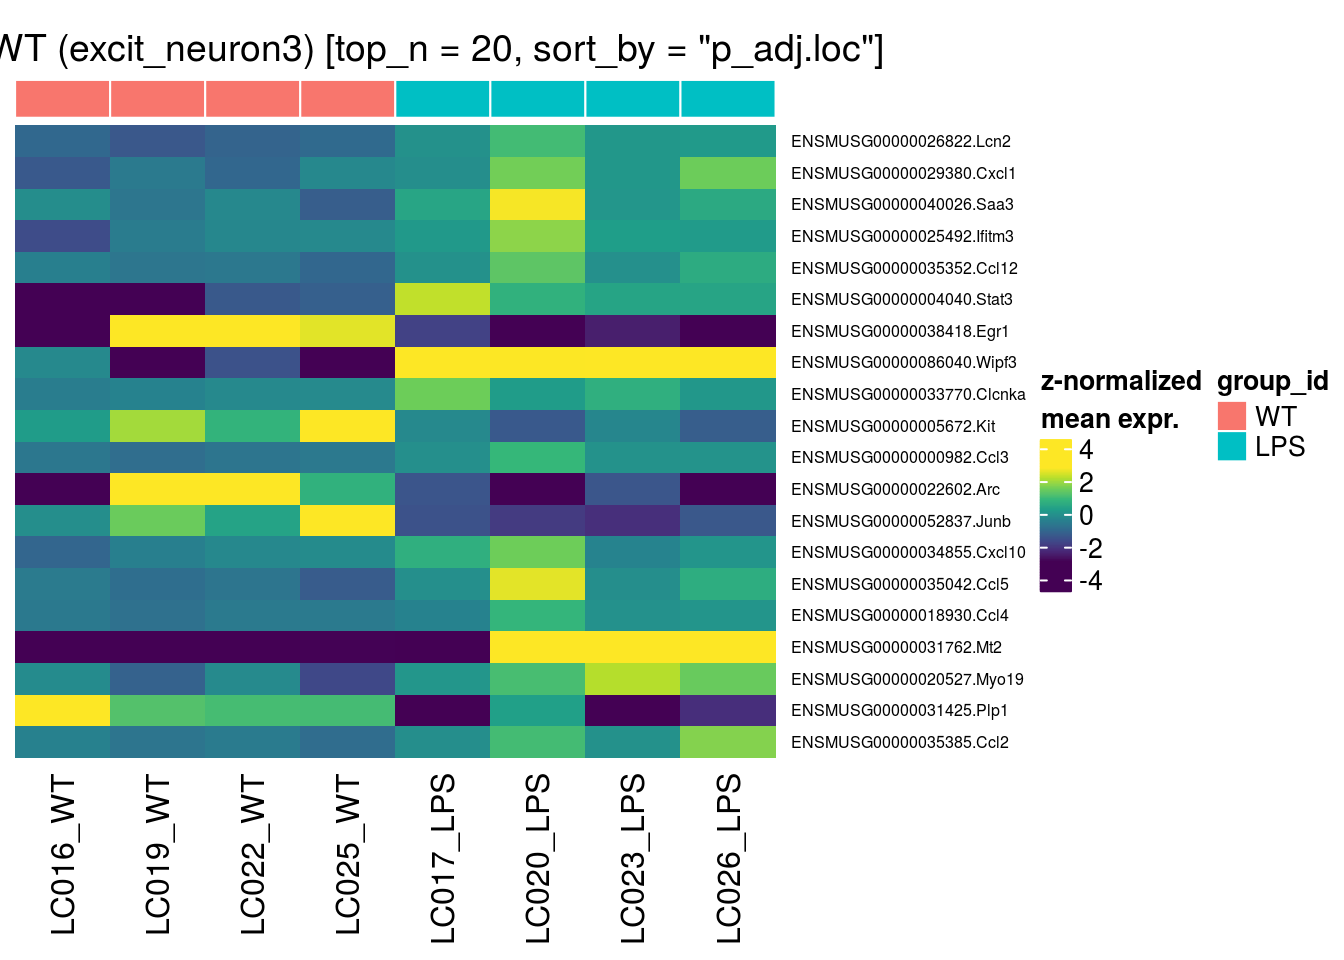 WT (excit_neuron3) [top_n = 20, sort_by = "p_adj.loc"]
ENSMUSG00000026822.Lcn2
ENSMUSG00000029380.Cxcl1
ENSMUSG00000040026.Saa3
ENSMUSG00000025492.Ifitm3
ENSMUSG00000035352.Ccl12
ENSMUSG00000004040.Stat3
ENSMUSG00000038418.Egr1
ENSMUSG00000086040.Wipf3
ENSMUSG00000033770.Clcnka
ENSMUSG00000005672.Kit
ENSMUSG00000000982.Ccl3
ENSMUSG00000022602.Arc
ENSMUSG00000052837.Junb
ENSMUSG00000034855.Cxcl10
ENSMUSG00000035042.Ccl5
ENSMUSG00000018930.Ccl4
ENSMUSG00000031762.Mt2
ENSMUSG00000020527.Myo19
ENSMUSG00000031425.Plp1
ENSMUSG00000035385.Ccl2
LC016_WT
LC019_WT
LC022_WT
LC025_WT
LC017_LPS
LC020_LPS
LC023_LPS
LC026_LPS
z-normalized
mean expr.
4
2
0
-2
-4
group_id
WT
LPS